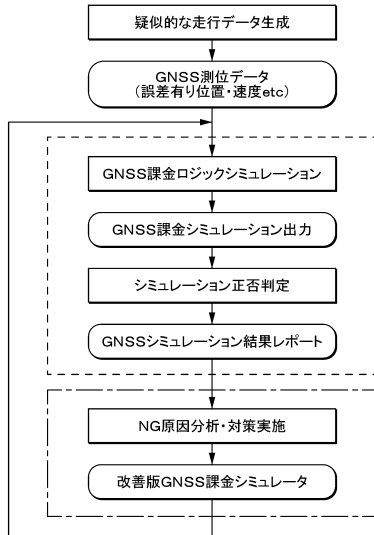 疑似的な走行データ生成
GNSS測位データ
(誤差有り位置・速度etc)
GNSS課金ロジックシミュレーション
GNSS課金シミュレーション出力
シミュレーション正否判定
GNSSシミュレーション結果レポート
NG原因分析・対策実施
改善版GNSS課金シミュレータ